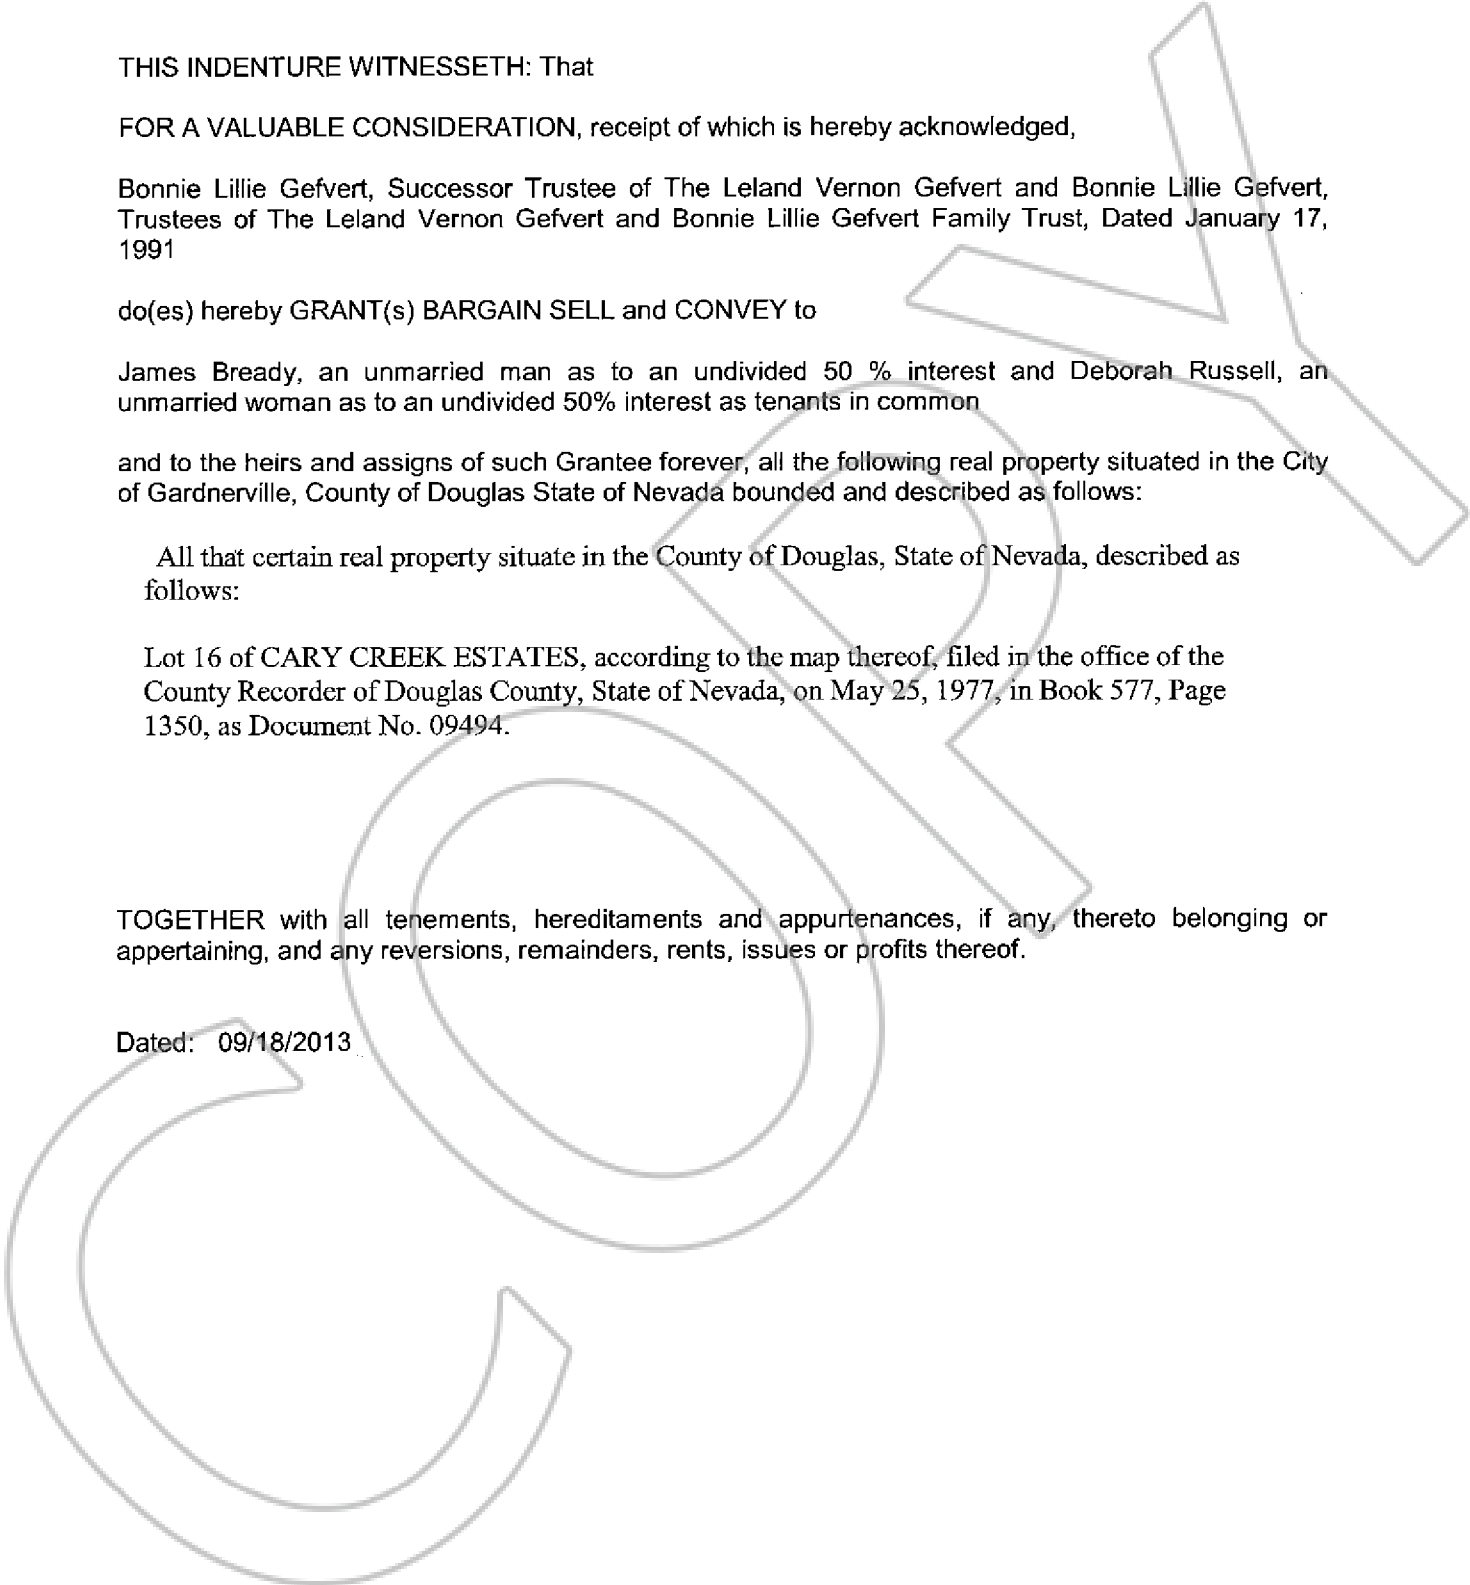 THIS INDENTURE WITNESSETH: That
FOR A VALUABLE CONSIDERATION, receipt of which is hereby acknowledged,
Bonnie Lillie Gefvert, Successor Trustee of The Leland Vernon Gefvert and Bonnie Lillie Gefvert,
Trustees of The Leland Vernon Gefvert and Bonnie Lillie Gefvert Family Trust, Dated January 17,
1991
do(es) hereby GRANT(s) BARGAIN SELL and CONVEY to
James Bready, an unmarried man as to an undivided 50 % interest and Deborah Russell, an
unmarried woman as to an undivided 50% interest as tenants in common
and to the heirs and assigns of such Grantee forever, all the following real property situated in the City
of Gardnerville, County of Douglas State of Nevada bounded and described as follows:
All that certain real property situate in the County of Douglas, State of Nevada, described as
follows:
Lot 16 of CARY CREEK ESTATES, according to the map thereof, filed in the office of the
County Recorder of Douglas County, State of Nevada, on May 25, 1977, in Book 577, Page
1350, as Document No. 09494.
TOGETHER with all tenements, hereditaments and appurtenances, if any, thereto belonging or
appertaining, and any reversions, remainders, rents, issues or profits thereof.
Dated: 09/18/2013
COPY